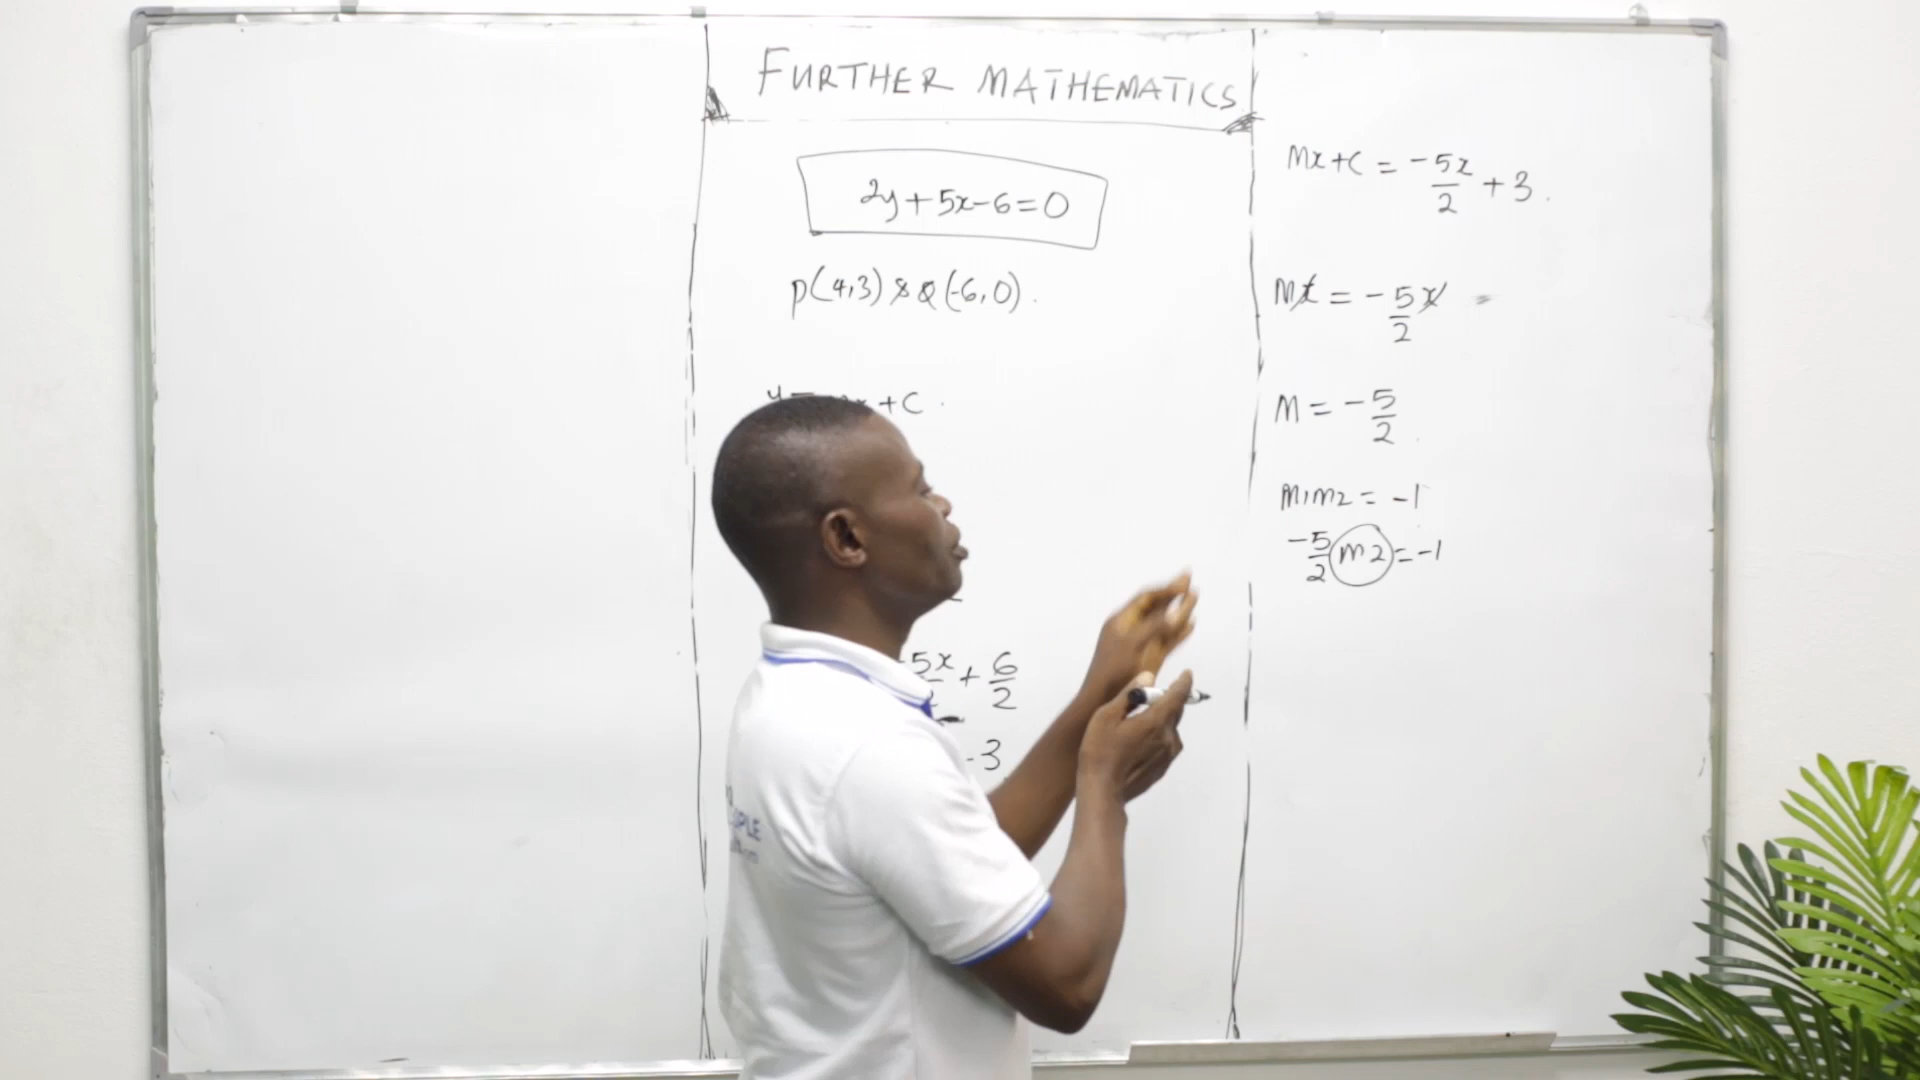 FURTHER MATHEMATICS
2y+5x-6=0
p(4,3) & Q(-6,0).
y= mx +C
5x/2 + 6/2
3
Mx+C = -5x/2 + 3.
Mx = -5/2 x =
M = -5/2
M1M2 = -1
-5/2 m2 = -1